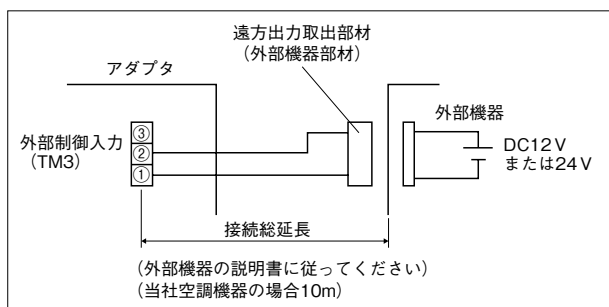 遠方出力取出部材
（外部機器部材）
アダプタ
外部機器
外部制御入力
（TM3）
③
②
①
DC12V
または24V
接続総延長
（外部機器の説明書に従ってください）
（当社空調機器の場合10m）